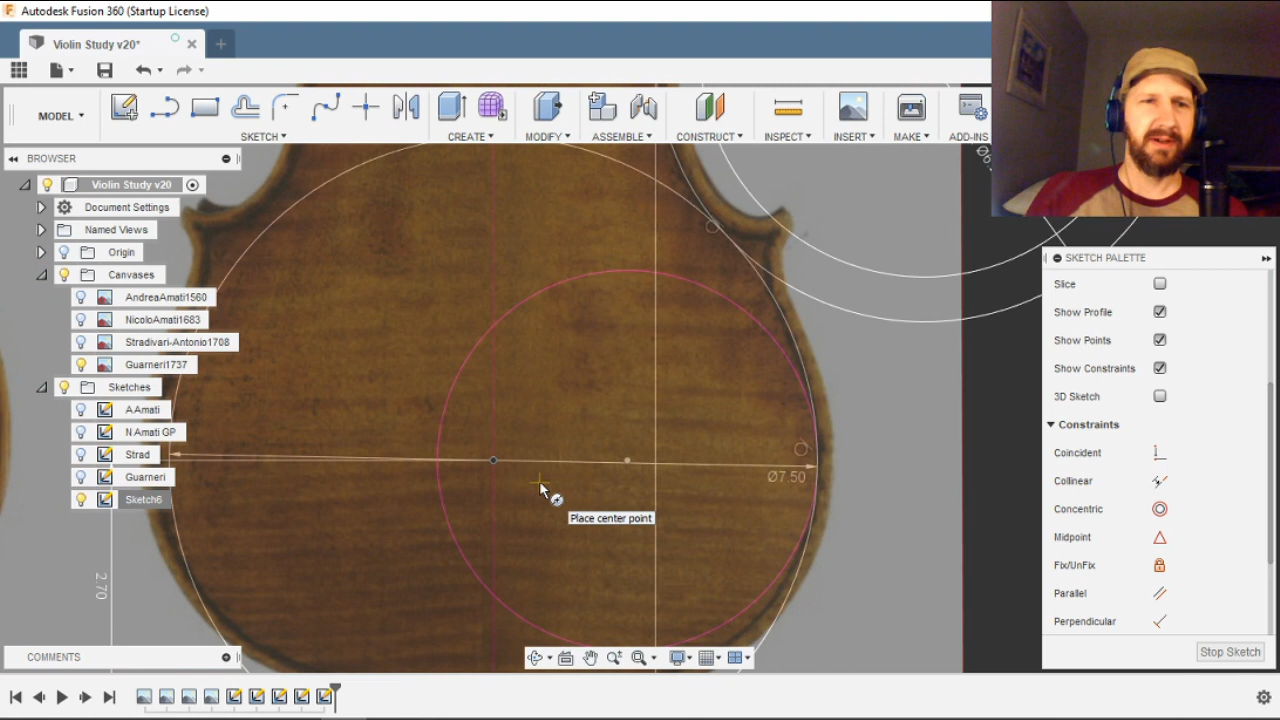 Autodesk Fusion 360 (Startup License)
Violin Study v20*
MODEL
SKETCH
CREATE
MODIFY
ASSEMBLE
CONSTRUCT
INSPECT
INSERT
MAKE
ADD-INS
BROWSER
Violin Study v20
Document Settings
Named Views
Origin
Canvases
AndreaAmati1560
NicoloAmati1683
Stradivari-Antonio1708
Guarneri1737
Sketches
A Amati
N Amati GP
Strad
Guarneri
Sketch6
Ø7.50
Place center point
2.70
SKETCH PALETTE
Slice
Show Profile
Show Points
Show Constraints
3D Sketch
Constraints
Coincident
Collinear
Concentric
Midpoint
Fix/UnFix
Parallel
Perpendicular
Stop Sketch
COMMENTS